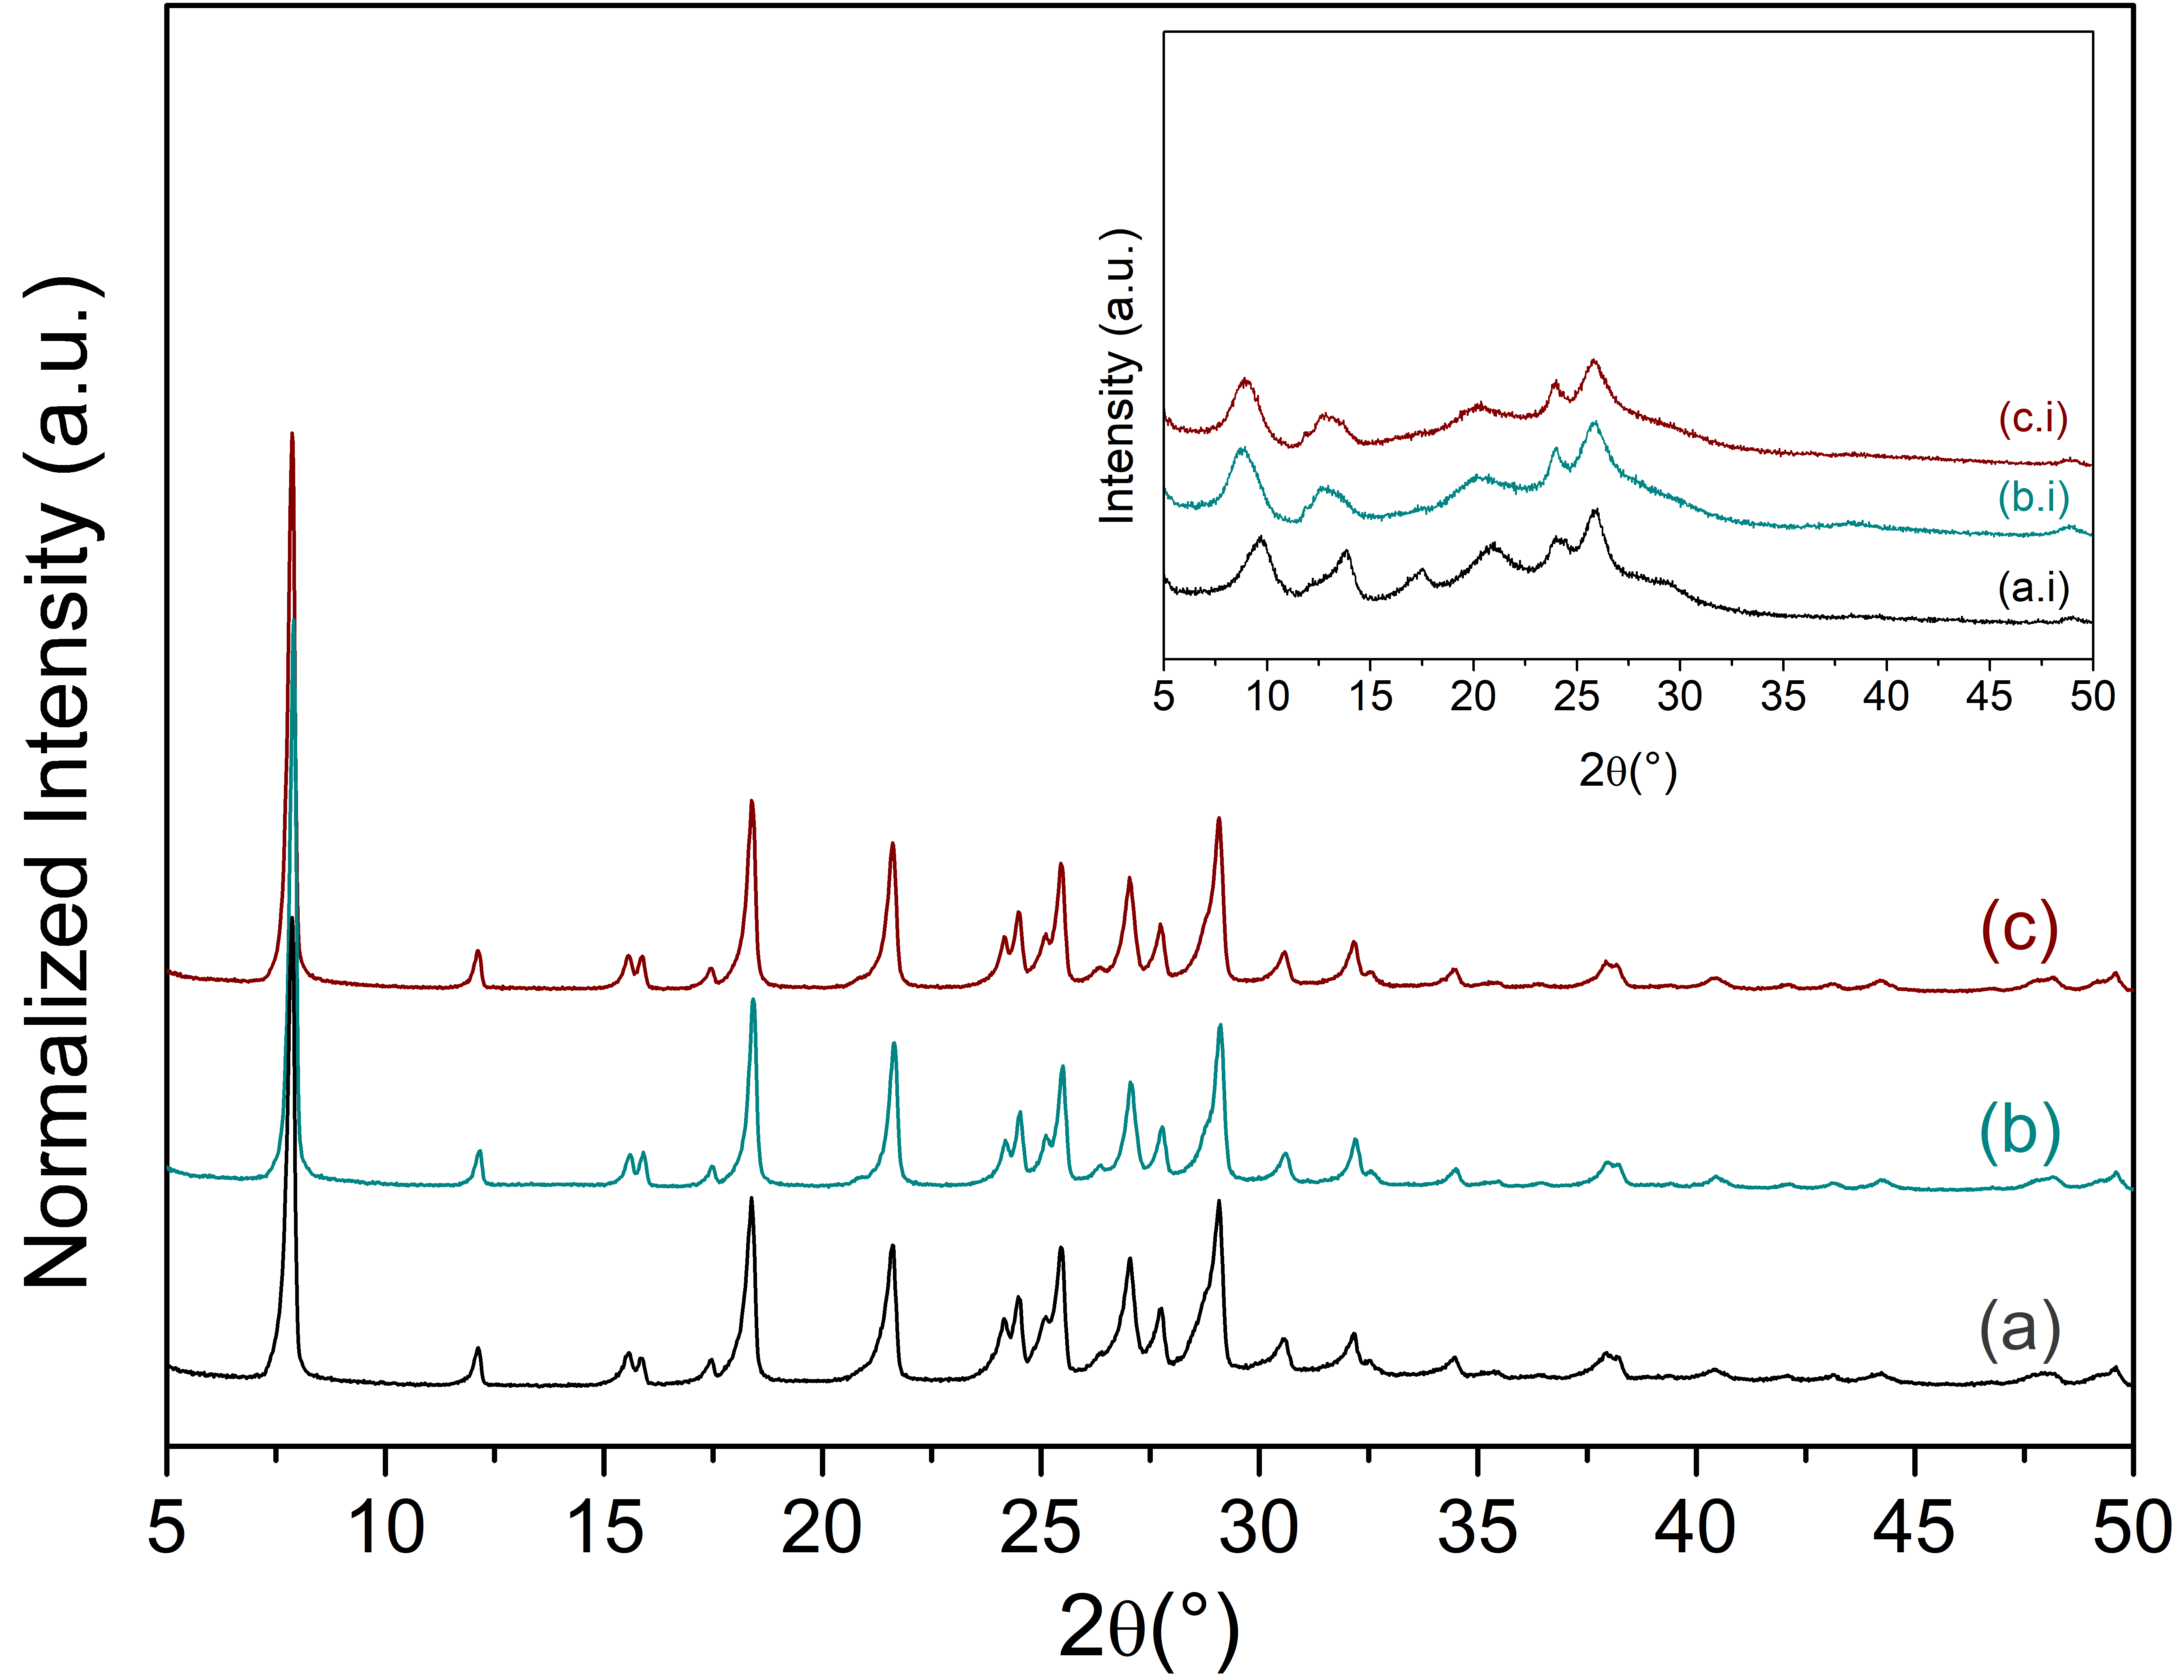 Normalized Intensity (a.u.)
Intensity (a.u.)
(c.i)
(b.i)
(a.i)
5 10 15 20 25 30 35 40 45 50
2θ(°)
(c)
(b)
(a)
5 10 15 20 25 30 35 40 45 50
2θ(°)